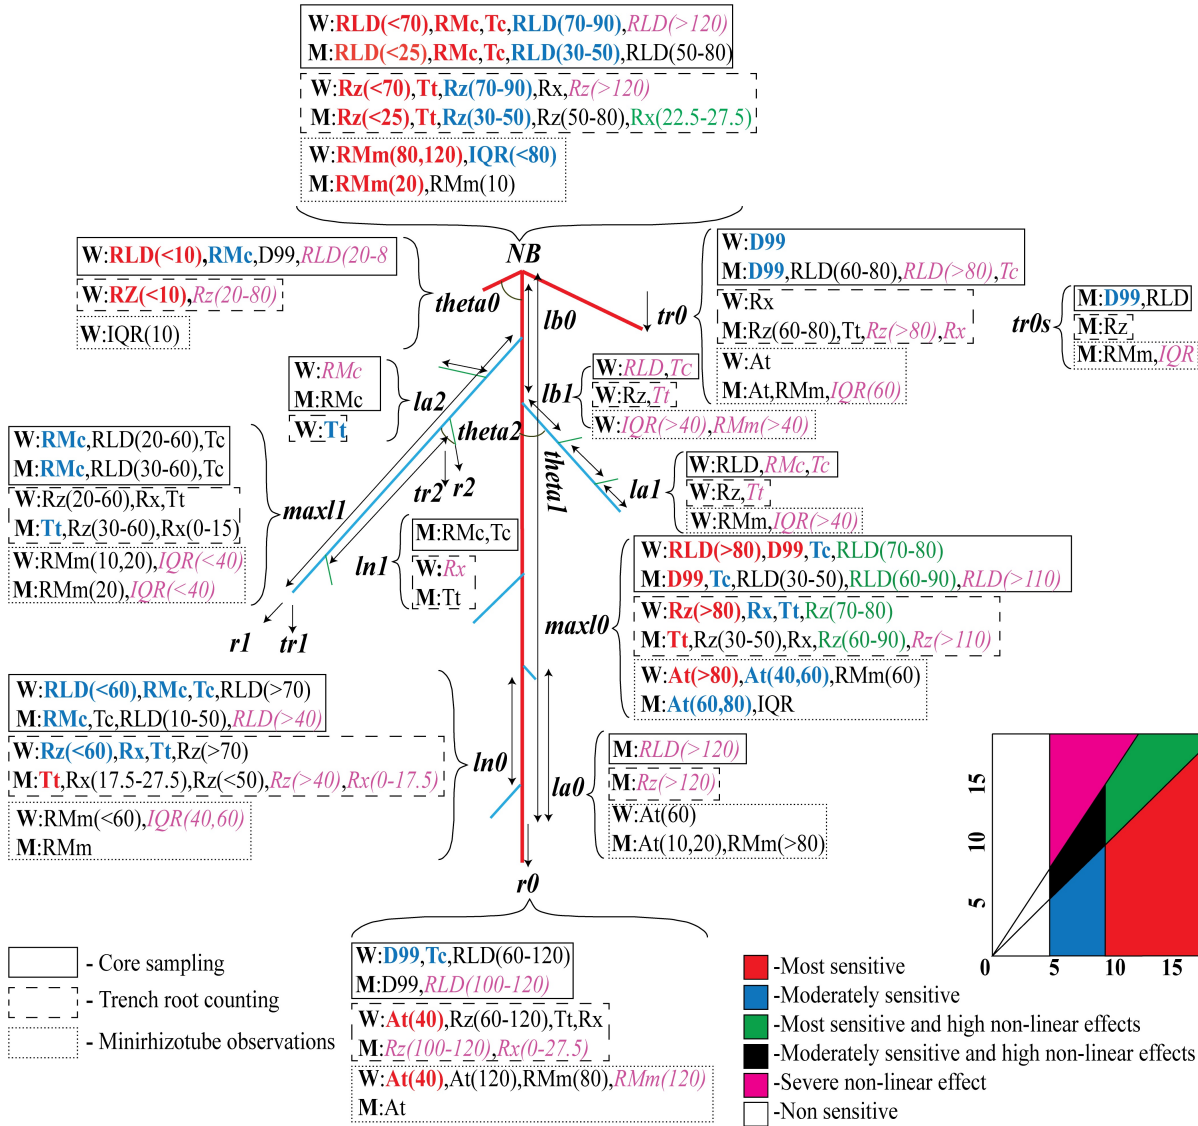 W:RLD(<70),RMc,Tc,RLD(70-90),RLD(>120)
M:RLD(<25),RMc,Tc,RLD(30-50),RLD(50-80)
W:Rz(<70),Tt,Rz(70-90),Rx,Rz(>120)
M:Rz(<25),Tt,Rz(30-50),Rz(50-80),Rx(22.5-27.5)
W:RMm(80,120),IQR(<80)
M:RMm(20),RMm(10)
NB
W:RLD(<10),RMc,D99,RLD(20-8
W:RZ(<10),Rz(20-80)
W:IQR(10)
theta0
lb0
tr0
W:D99
M:D99,RLD(60-80),RLD(>80),Tc
W:Rx
M:Rz(60-80),Tt,Rz(>80),Rx
W:At
M:At,RMm,IQR(60)
tr0s
M:D99,RLD
M:Rz
M:RMm,IQR
W:RMc
M:RMc
W:Tt
la2
lb1
W:RLD,Tc
W:Rz,Tt
W:IQR(>40),RMm(>40)
theta2
theta1
W:RMc,RLD(20-60),Tc
M:RMc,RLD(30-60),Tc
W:Rz(20-60),Rx,Tt
M:Tt,Rz(30-60),Rx(0-15)
W:RMm(10,20),IQR(<40)
M:RMm(20),IQR(<40)
maxl1
tr2
r2
la1
W:RLD,RMc,Tc
W:Rz,Tt
W:RMm,IQR(>40)
ln1
M:RMc,Tc
W:Rx
M:Tt
r1
tr1
maxl0
W:RLD(>80),D99,Tc,RLD(70-80)
M:D99,Tc,RLD(30-50),RLD(60-90),RLD(>110)
W:Rz(>80),Rx,Tt,Rz(70-80)
M:Tt,Rz(30-50),Rx,Rz(60-90),Rz(>110)
W:At(>80),At(40,60),RMm(60)
M:At(60,80),IQR
W:RLD(<60),RMc,Tc,RLD(>70)
M:RMc,Tc,RLD(10-50),RLD(>40)
W:Rz(<60),Rx,Tt,Rz(>70)
M:Tt,Rx(17.5-27.5),Rz(<50),Rz(>40),Rx(0-17.5)
W:RMm(<60),IQR(40,60)
M:RMm
ln0
la0
M:RLD(>120)
M:Rz(>120)
W:At(60)
M:At(10,20),RMm(>80)
r0
W:D99,Tc,RLD(60-120)
M:D99,RLD(100-120)
W:At(40),Rz(60-120),Tt,Rx
M:Rz(100-120),Rx(0-27.5)
W:At(40),At(120),RMm(80),RMm(120)
M:At
- Core sampling
- Trench root counting
- Minirhizotube observations
15
10
5
0 5 10 15
-Most sensitive
-Moderately sensitive
-Most sensitive and high non-linear effects
-Moderately sensitive and high non-linear effects
-Severe non-linear effect
-Non sensitive